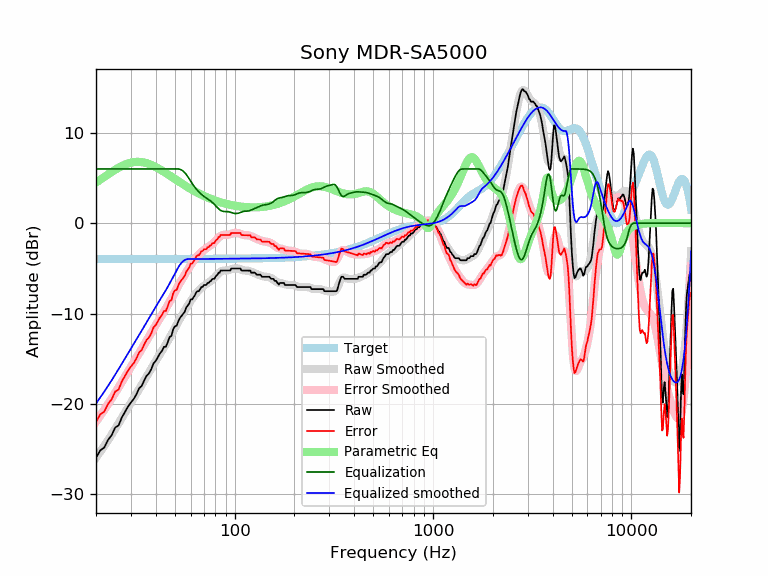 Sony MDR-SA5000
10
0
−10
−20
−30
Amplitude (dBr)
Target
Raw Smoothed
Error Smoothed
Raw
Error
Parametric Eq
Equalization
Equalized smoothed
100
1000
10000
Frequency (Hz)